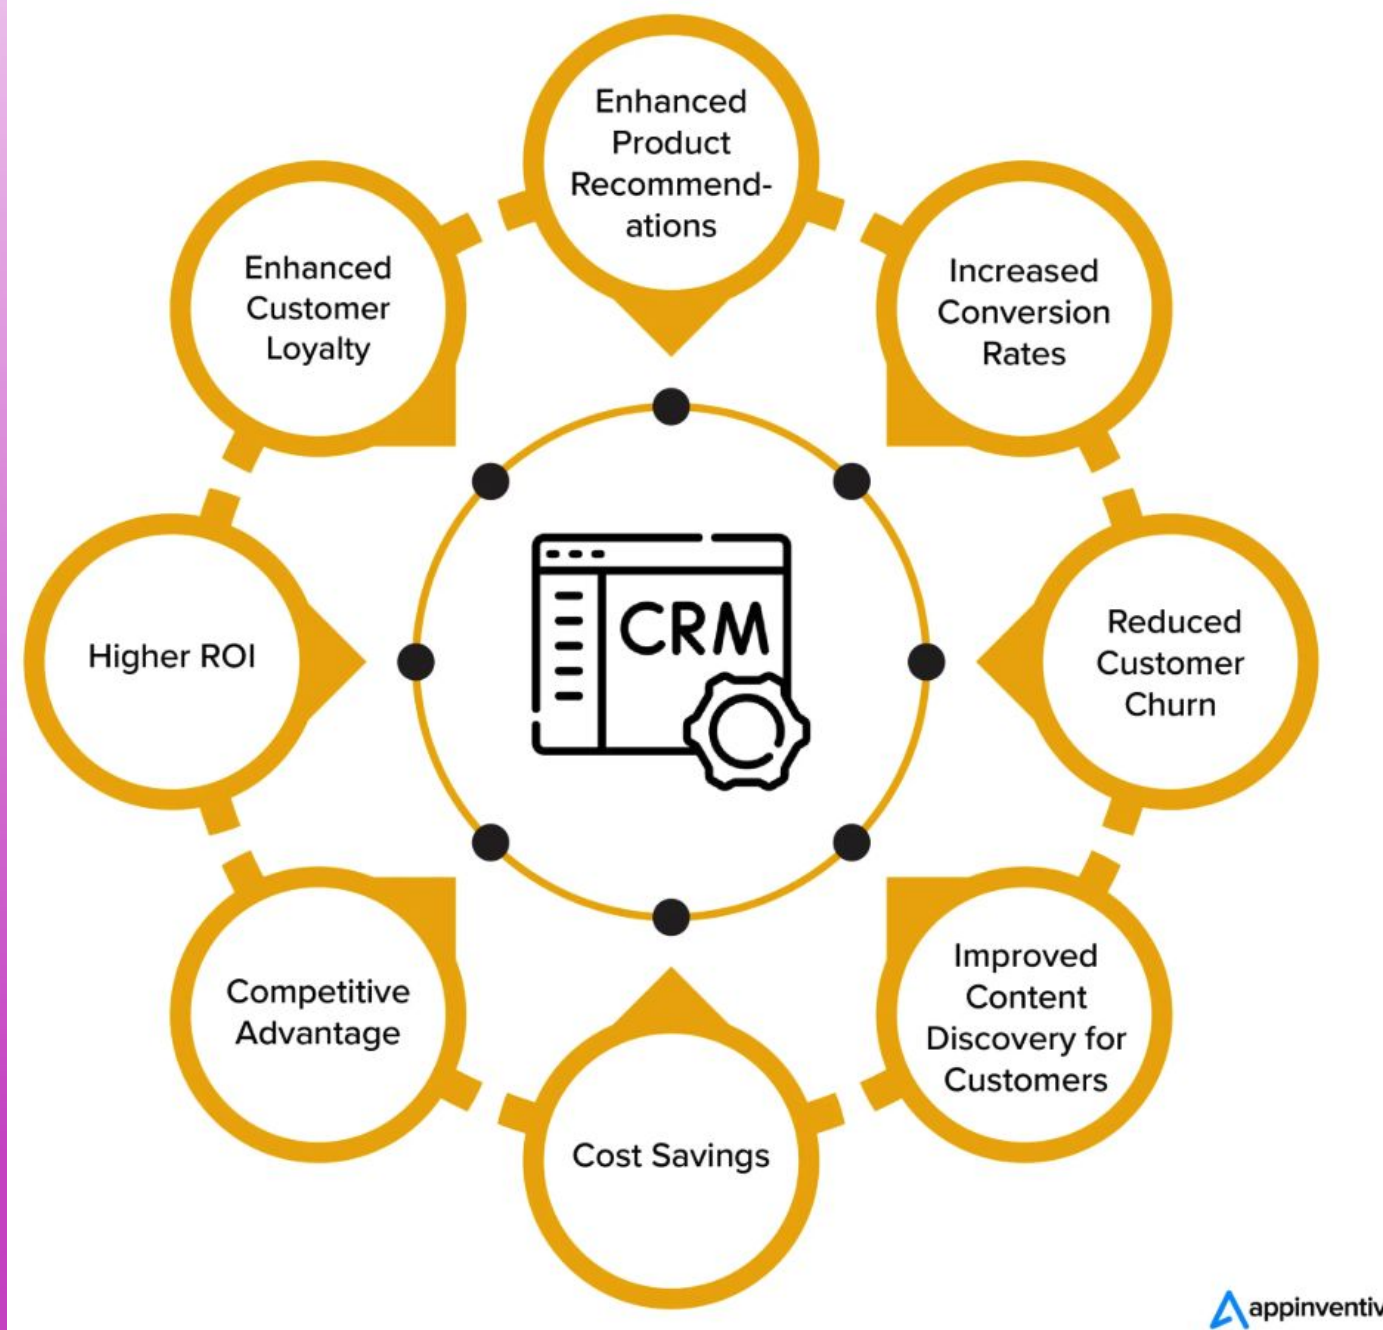 Enhanced
Product
Recommend-
ations
Increased
Conversion
Rates
Reduced
Customer
Churn
Improved
Content
Discovery for
Customers
Cost Savings
Competitive
Advantage
Higher ROI
Enhanced
Customer
Loyalty
CRM
appinventiv